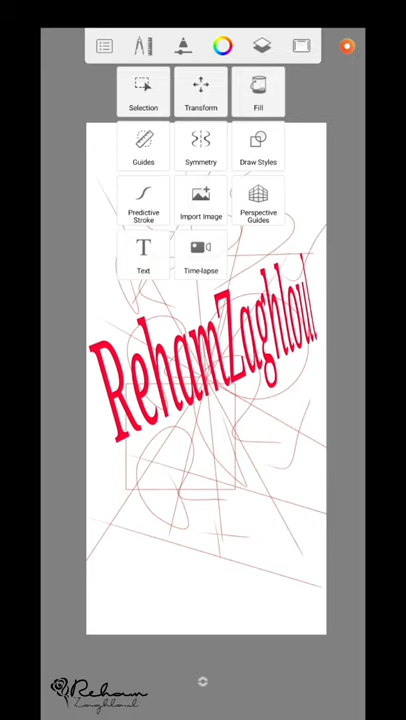 Selection Transform Fill
Guides Symmetry Draw Styles
Predictive Stroke Import Image Perspective Guides
Text Time-lapse
RehamZaghloul
Reham
Zaghloul